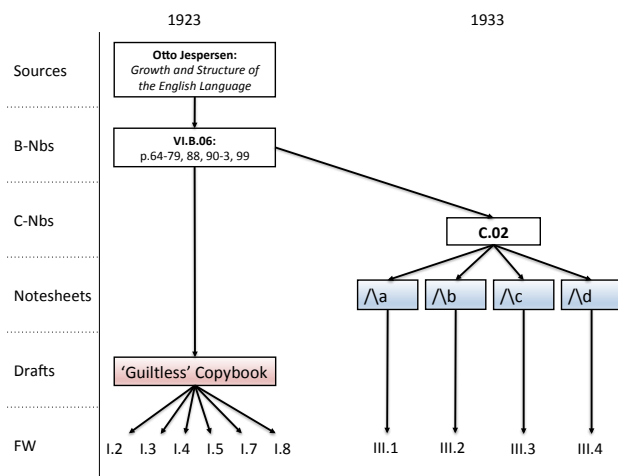 1923 1933
Sources
Otto Jespersen:
Growth and Structure of
the English Language
B-Nbs
VI.B.06:
p.64-79, 88, 90-3, 99
C-Nbs
C.02
Notesheets
/\a /\b /\c /\d
Drafts
‘Guiltless’ Copybook
FW I.2 I.3 I.4 I.5 I.7 I.8 III.1 III.2 III.3 III.4